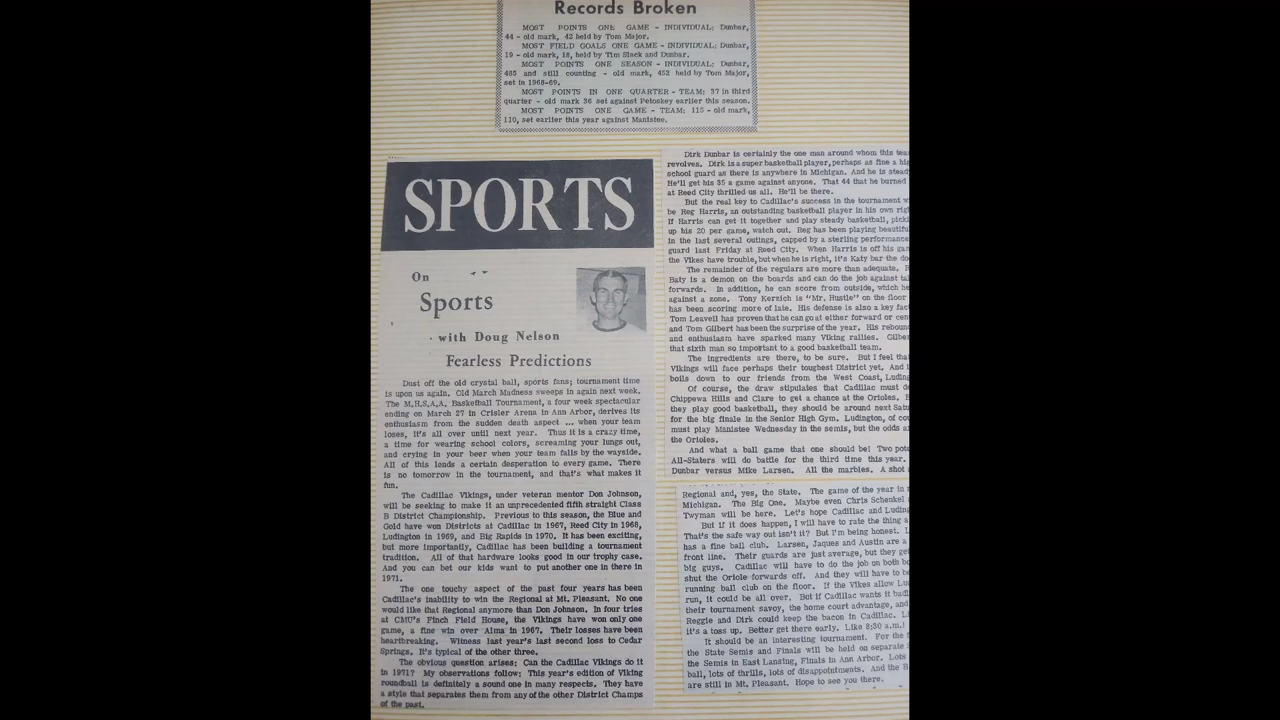 Records Broken
MOST POINTS ONE GAME - INDIVIDUAL: Dunbar,
44 - old mark, 42 held by Tom Major.
MOST FIELD GOALS ONE GAME - INDIVIDUAL: Dunbar,
19 - old mark, 18, held by Tim Slack and Dunbar.
MOST POINTS ONE SEASON - INDIVIDUAL: Dunbar,
485 and still counting - old mark, 452 held by Tom Major,
set in 1968-69.
MOST POINTS IN ONE QUARTER - TEAM: 37 in third
quarter - old mark 36 set against Petoskey earlier this season.
MOST POINTS ONE GAME - TEAM: 115 - old mark,
110, set earlier this year against Manistee.
SPORTS
On
Sports
with Doug Nelson
Fearless Predictions
Dust off the old crystal ball, sports fans; tournament time
is upon us again. Old March Madness sweeps in again next week.
The M.H.S.A.A. Basketball Tournament, a four week spectacular
ending on March 27 in Crisler Arena in Ann Arbor, derives its
enthusiasm from the sudden death aspect ... when your team
loses, it's all over until next year. Thus it is a crazy time,
a time for wearing school colors, screaming your lungs out,
and crying in your beer when your team falls by the wayside.
All of this lends a certain desperation to every game. There
is no tomorrow in the tournament, and that's what makes it
fun.
The Cadillac Vikings, under veteran mentor Don Johnson,
will be seeking to make it an unprecedented fifth straight Class
B District Championship. Previous to this season, the Blue and
Gold have won Districts at Cadillac in 1967, Reed City in 1968,
Ludington in 1969, and Big Rapids in 1970. It has been exciting,
but more importantly, Cadillac has been building a tournament
tradition. All of that hardware looks good in our trophy case.
And you can bet our kids want to put another one in there in
1971.
The one touchy aspect of the past four years has been
Cadillac's inability to win the Regional at Mt. Pleasant. No one
would like that Regional anymore than Don Johnson. In four tries
at CMU's Finch Field House, the Vikings have won only one
game, a fine win over Alma in 1967. Their losses have been
heartbreaking. Witness last year's last second loss to Cedar
Springs. It's typical of the other three.
The obvious question arises: Can the Cadillac Vikings do it
in 1971? My observations follow; This year's edition of Viking
roundball is definitely a sound one in many respects. They have
a style that separates them from any of the other District Champs
of the past.
Dirk Dunbar is certainly the one man around whom this
revolves. Dirk is a super basketball player, perhaps as fine a
school guard as there is anywhere in Michigan. And he is
He'll get his 35 a game against anyone. That 44 that he burned
at Reed City thrilled us all. He'll be there.
But the real key to Cadillac's success in the tournament
be Reg Harris, an outstanding basketball player in his own
If Harris can get it together and play steady basketball,
up his 20 per game, watch out. Reg has been playing
in the last several outings, capped by a sterling performance
guard last Friday at Reed City. When Harris is off his
the Vikes have trouble, but when he is right, it's Katy bar the
The remainder of the regulars are more than adequate.
Baty is a demon on the boards and can do the job against
forwards. In addition, he can score from outside, which he
against a zone. Tony Kerzich is "Mr. Hustle" on the floor
has been scoring more of late. His defense is also a key
Tom Leavell has proven that he can go at either forward or
and Tom Gilbert has been the surprise of the year. His
and enthusiasm have sparked many Viking rallies.
that sixth man so important to a good basketball team.
The ingredients are there, to be sure. But I feel
Vikings will face perhaps their toughest District yet. And
boils down to our friends from the West Coast,
Of course, the draw stipulates that Cadillac must
Chippewa Hills and Clare to get a chance at the Orioles.
they play good basketball, they should be around next
for the big finale in the Senior High Gym. Ludington, of
must play Manistee Wednesday in the semis, but the odds
the Orioles.
And what a ball game that one should be! Two
All-Staters will do battle for the third time this year.
Dunbar versus Mike Larsen. All the marbles. A shot
Regional and, yes, the State. The game of the year in
Michigan. The Big One. Maybe even Chris Schenkel
Twyman will be here. Let's hope Cadillac and
But if it does happen, I will have to rate the thing
That's the safe way out isn't it? But I'm being honest.
has a fine ball club. Larsen, Jaques and Austin are a
front line. Their guards are just average, but they
big guys. Cadillac will have to do the job on both
shut the Oriole forwards off. And they will have to
running ball club on the floor. If the Vikes allow
run, it could be all over. But if Cadillac wants it
their tournament savoy, the home court advantage, and
Reggie and Dirk could keep the bacon in Cadillac.
it's a toss up. Better get there early. Like 8:30 a.m.!
It should be an interesting tournament. For the
the State Semis and Finals will be held on separate
the Semis in East Lansing, Finals in Ann Arbor. Lots
ball, lots of thrills, lots of disappointments. And the
are still in Mt. Pleasant. Hope to see you there.